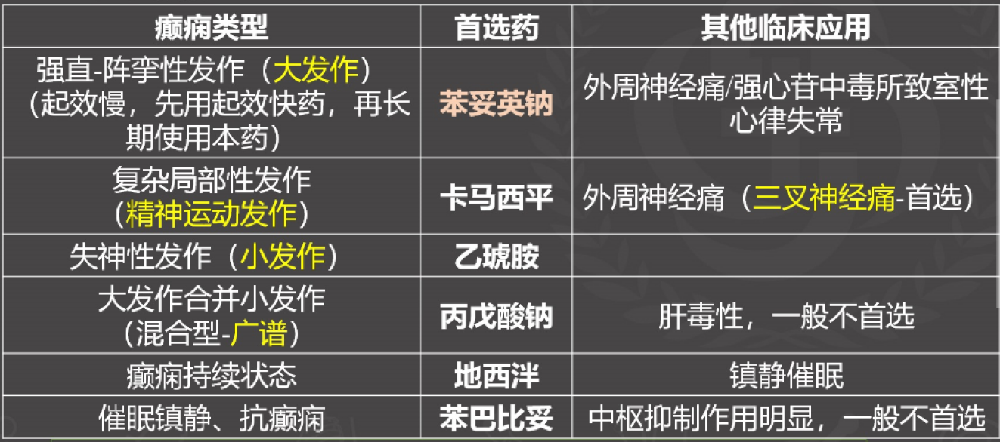 癫痫类型 首选药 其他临床应用
强直-阵挛性发作（大发作）
（起效慢，先用起效快药，再长
期使用本药）
苯妥英钠
外周神经痛/强心苷中毒所致室性
心律失常
复杂局部性发作
（精神运动发作）
卡马西平
外周神经痛（三叉神经痛-首选）
失神性发作（小发作）
乙琥胺
大发作合并小发作
（混合型-广谱）
丙戊酸钠
肝毒性，一般不首选
癫痫持续状态
地西泮
镇静催眠
催眠镇静、抗癫痫
苯巴比妥
中枢抑制作用明显，一般不首选